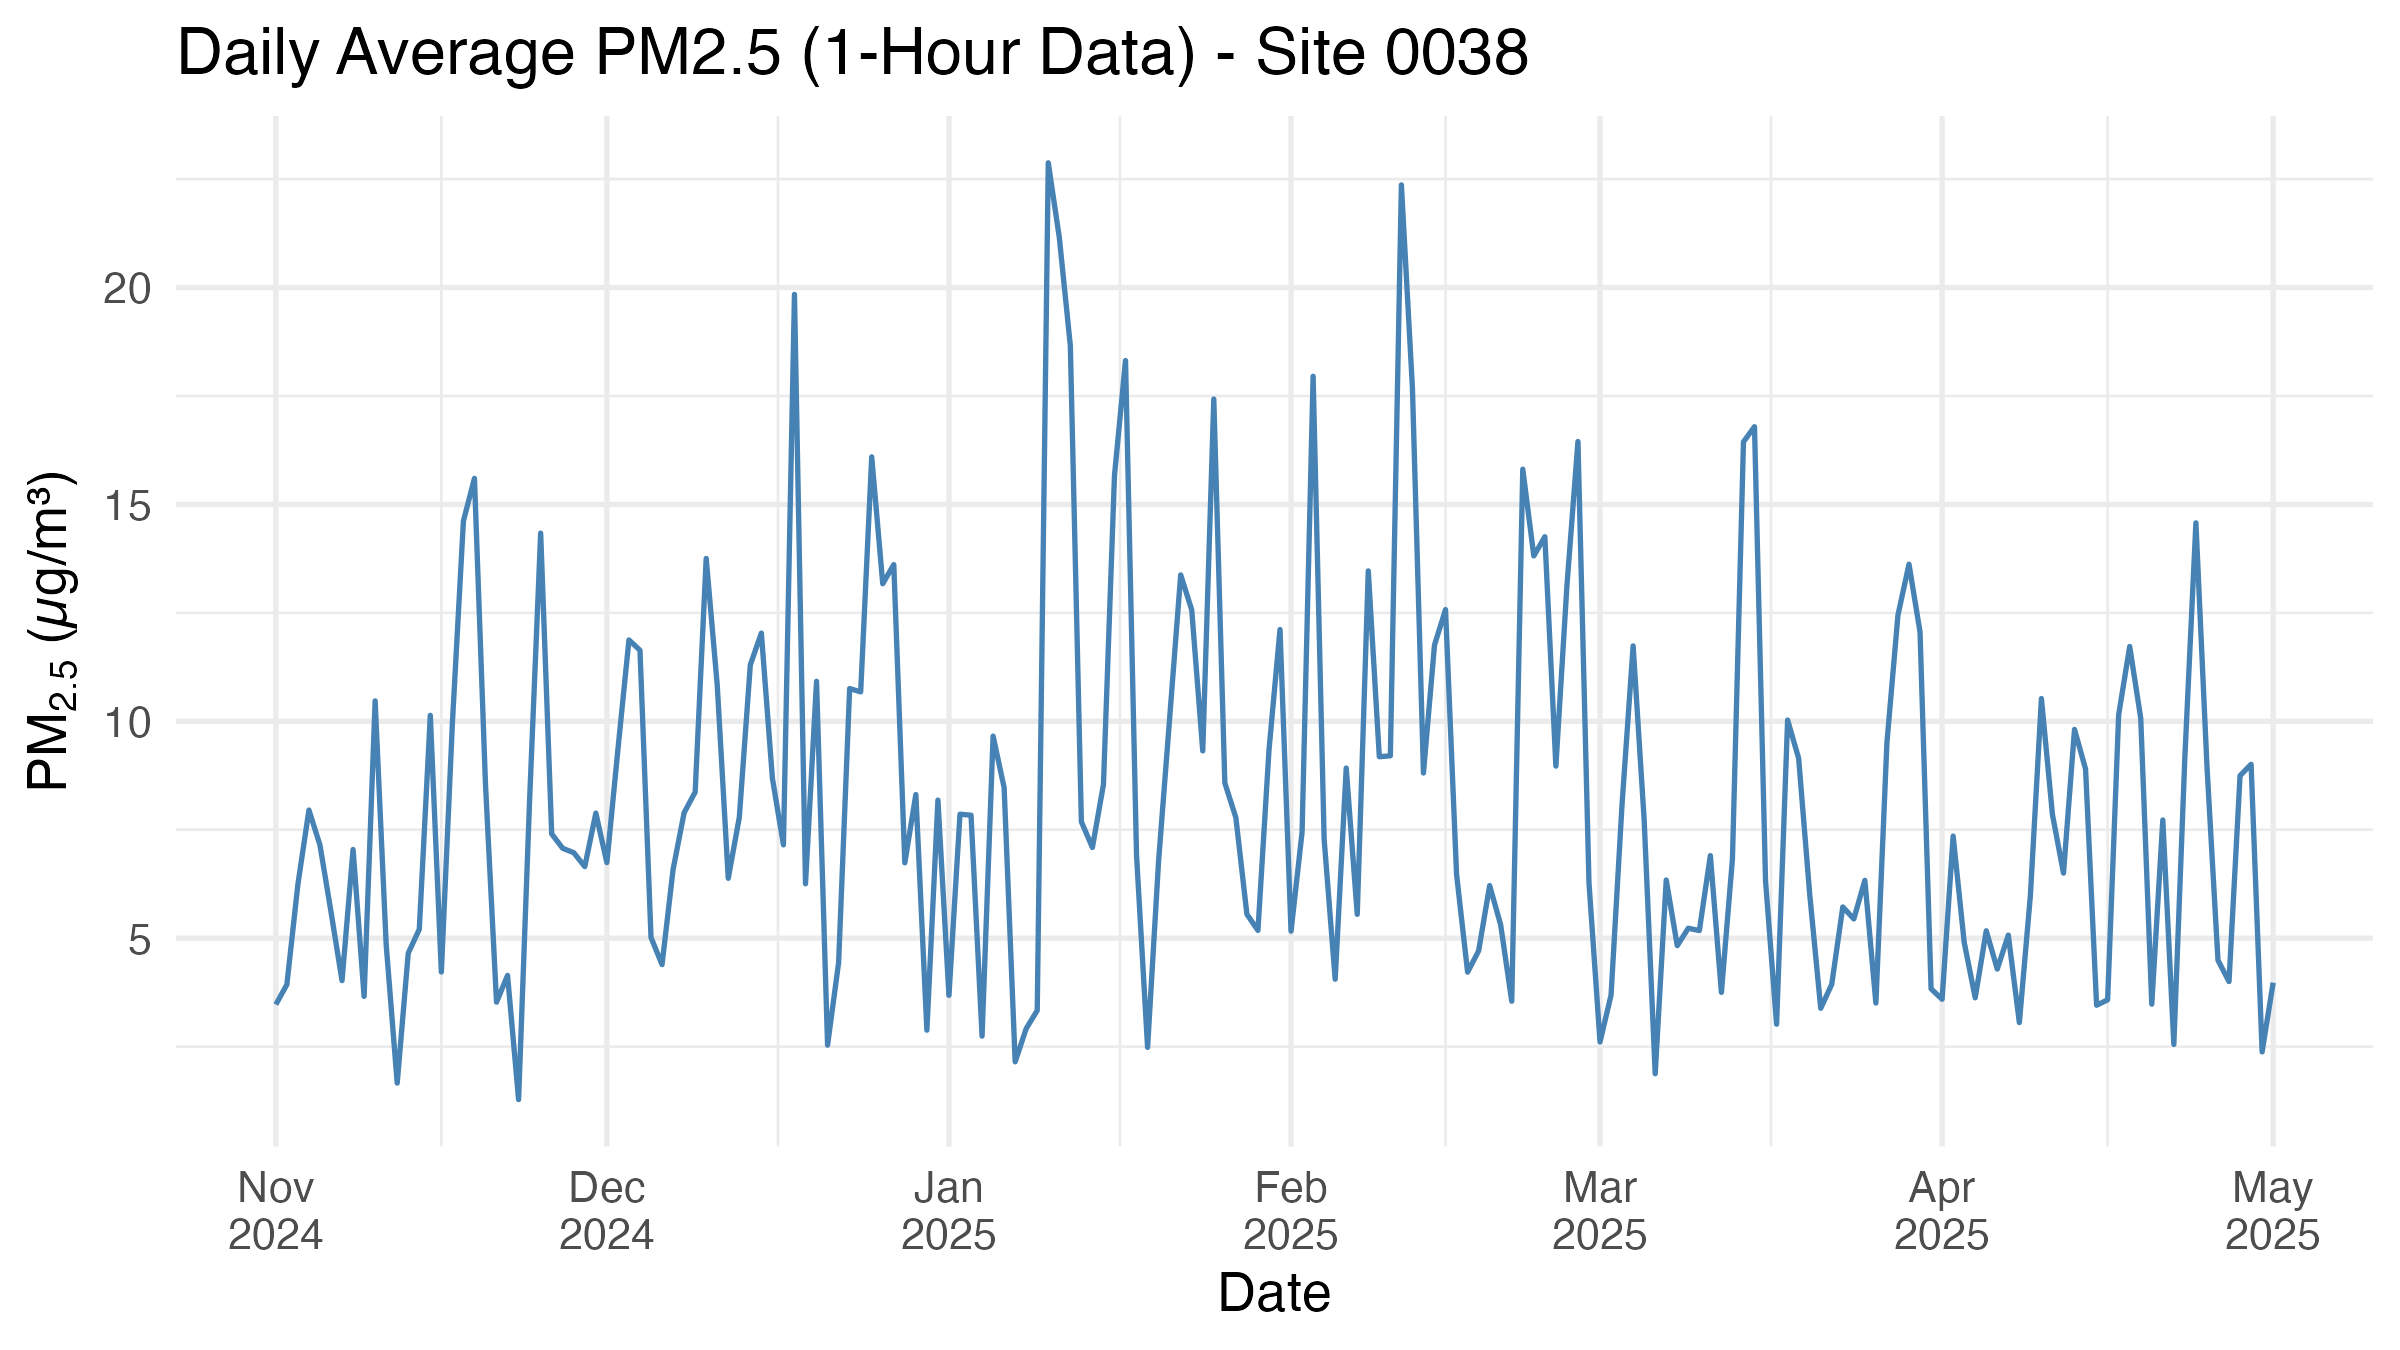 Daily Average PM2.5 (1-Hour Data) - Site 0038
PM₂.₅ (µg/m³)
20
15
10
5
Nov
2024
Dec
2024
Jan
2025
Feb
2025
Mar
2025
Apr
2025
May
2025
Date